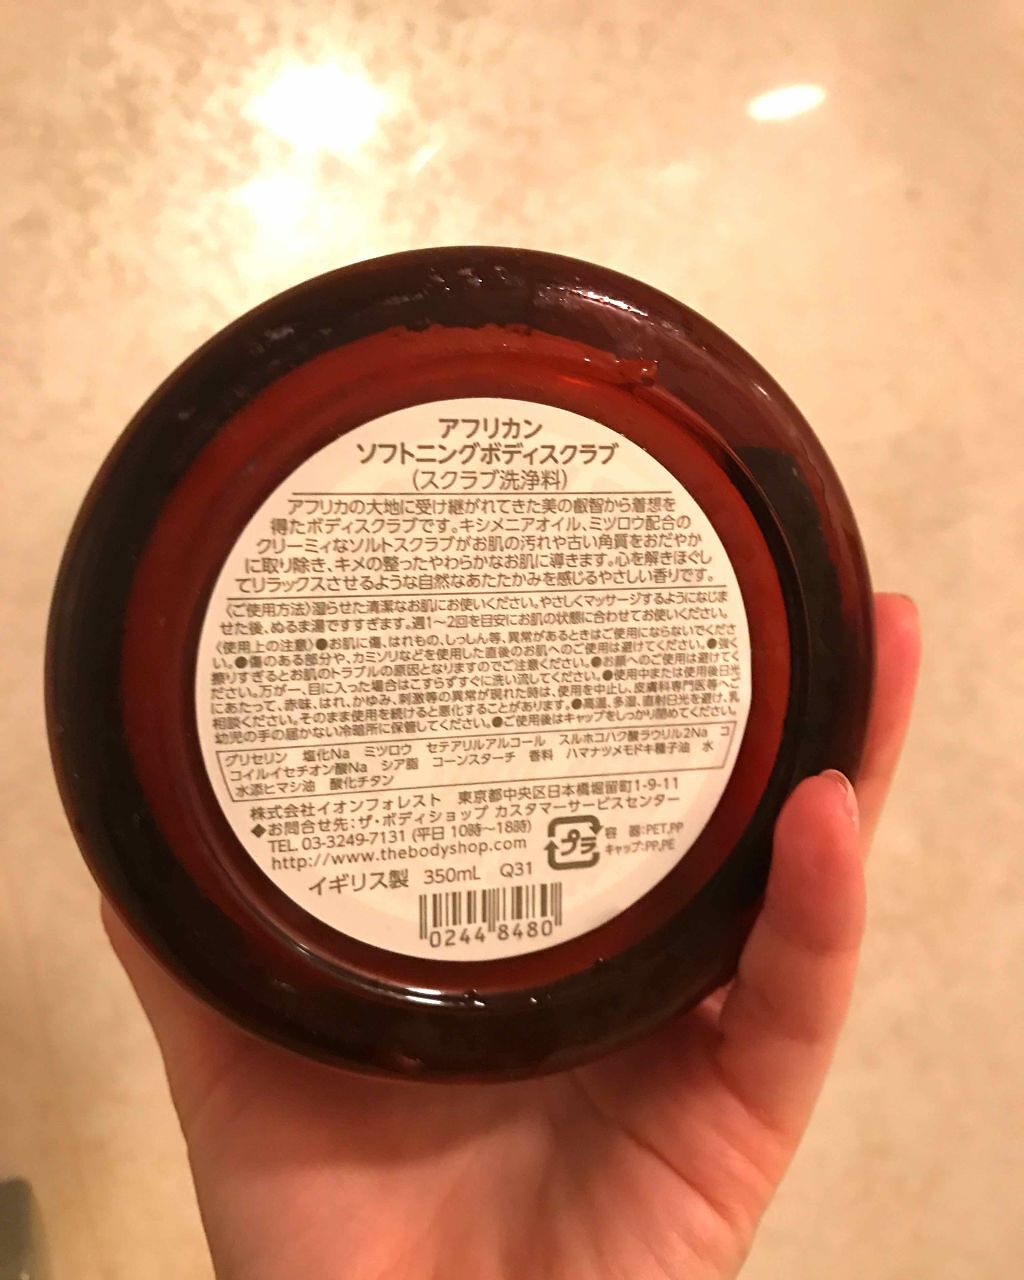 アフリカン
ソフトニングボディスクラブ
(スクラブ洗浄料)
アフリカの大地に受け継がれてきた美の叡智から着想を
得たボディスクラブです。キシメニアオイル、ミツロウ配合の
クリーミィなソルトスクラブがお肌の汚れや古い角質をおだやか
に取り除き、キメの整ったやわらかなお肌に導きます。心を解きほぐし
てリラックスさせるような自然なあたたかみを感じるやさしい香りです。
〈ご使用方法〉湿らせた清潔なお肌にお使いください。やさしくマッサージするようになじま
せた後、ぬるま湯ですすぎます。週1〜2回を目安にお肌の状態に合わせてお使いください。
〈使用上の注意〉●お肌に傷、はれもの、しっしん等、異常があるときはご使用にならないでくださ
い。●傷のある部分や、カミソリなどを使用した直後のお肌へのご使用は避けてください。●強く
擦りすぎるとお肌のトラブルの原因となりますのでご注意ください。●お顔へのご使用は避けてく
ださい。万が一、目に入った場合はこすらずすぐに洗い流してください。●使用中または使用後日光
にあたって、赤味、はれ、かゆみ、刺激等の異常が現れた時は、使用を中止し、皮膚科専門医等へご
相談ください。そのまま使用を続けると悪化することがあります。●高温、多湿、直射日光を避け、乳
幼児の手の届かない冷暗所に保管してください。●ご使用後はキャップをしっかり閉めてください。
グリセリン 塩化Na ミツロウ セテアリルアルコール スルホコハク酸ラウリル2Na コ
コイルイセチオン酸Na シア脂 コーンスターチ 香料 ハマナツメモドキ種子油 水
水添ヒマシ油 酸化チタン
株式会社イオンフォレスト 東京都中央区日本橋堀留町1-9-11
◆お問合せ先:ザ・ボディショップ カスタマーサービスセンター
TEL 03-3249-7131 (平日 10時〜18時)
http://www.thebodyshop.com
プラ
容 器:PET,PP
キャップ:PP,PE
イギリス製 350mL Q31
0244 8480